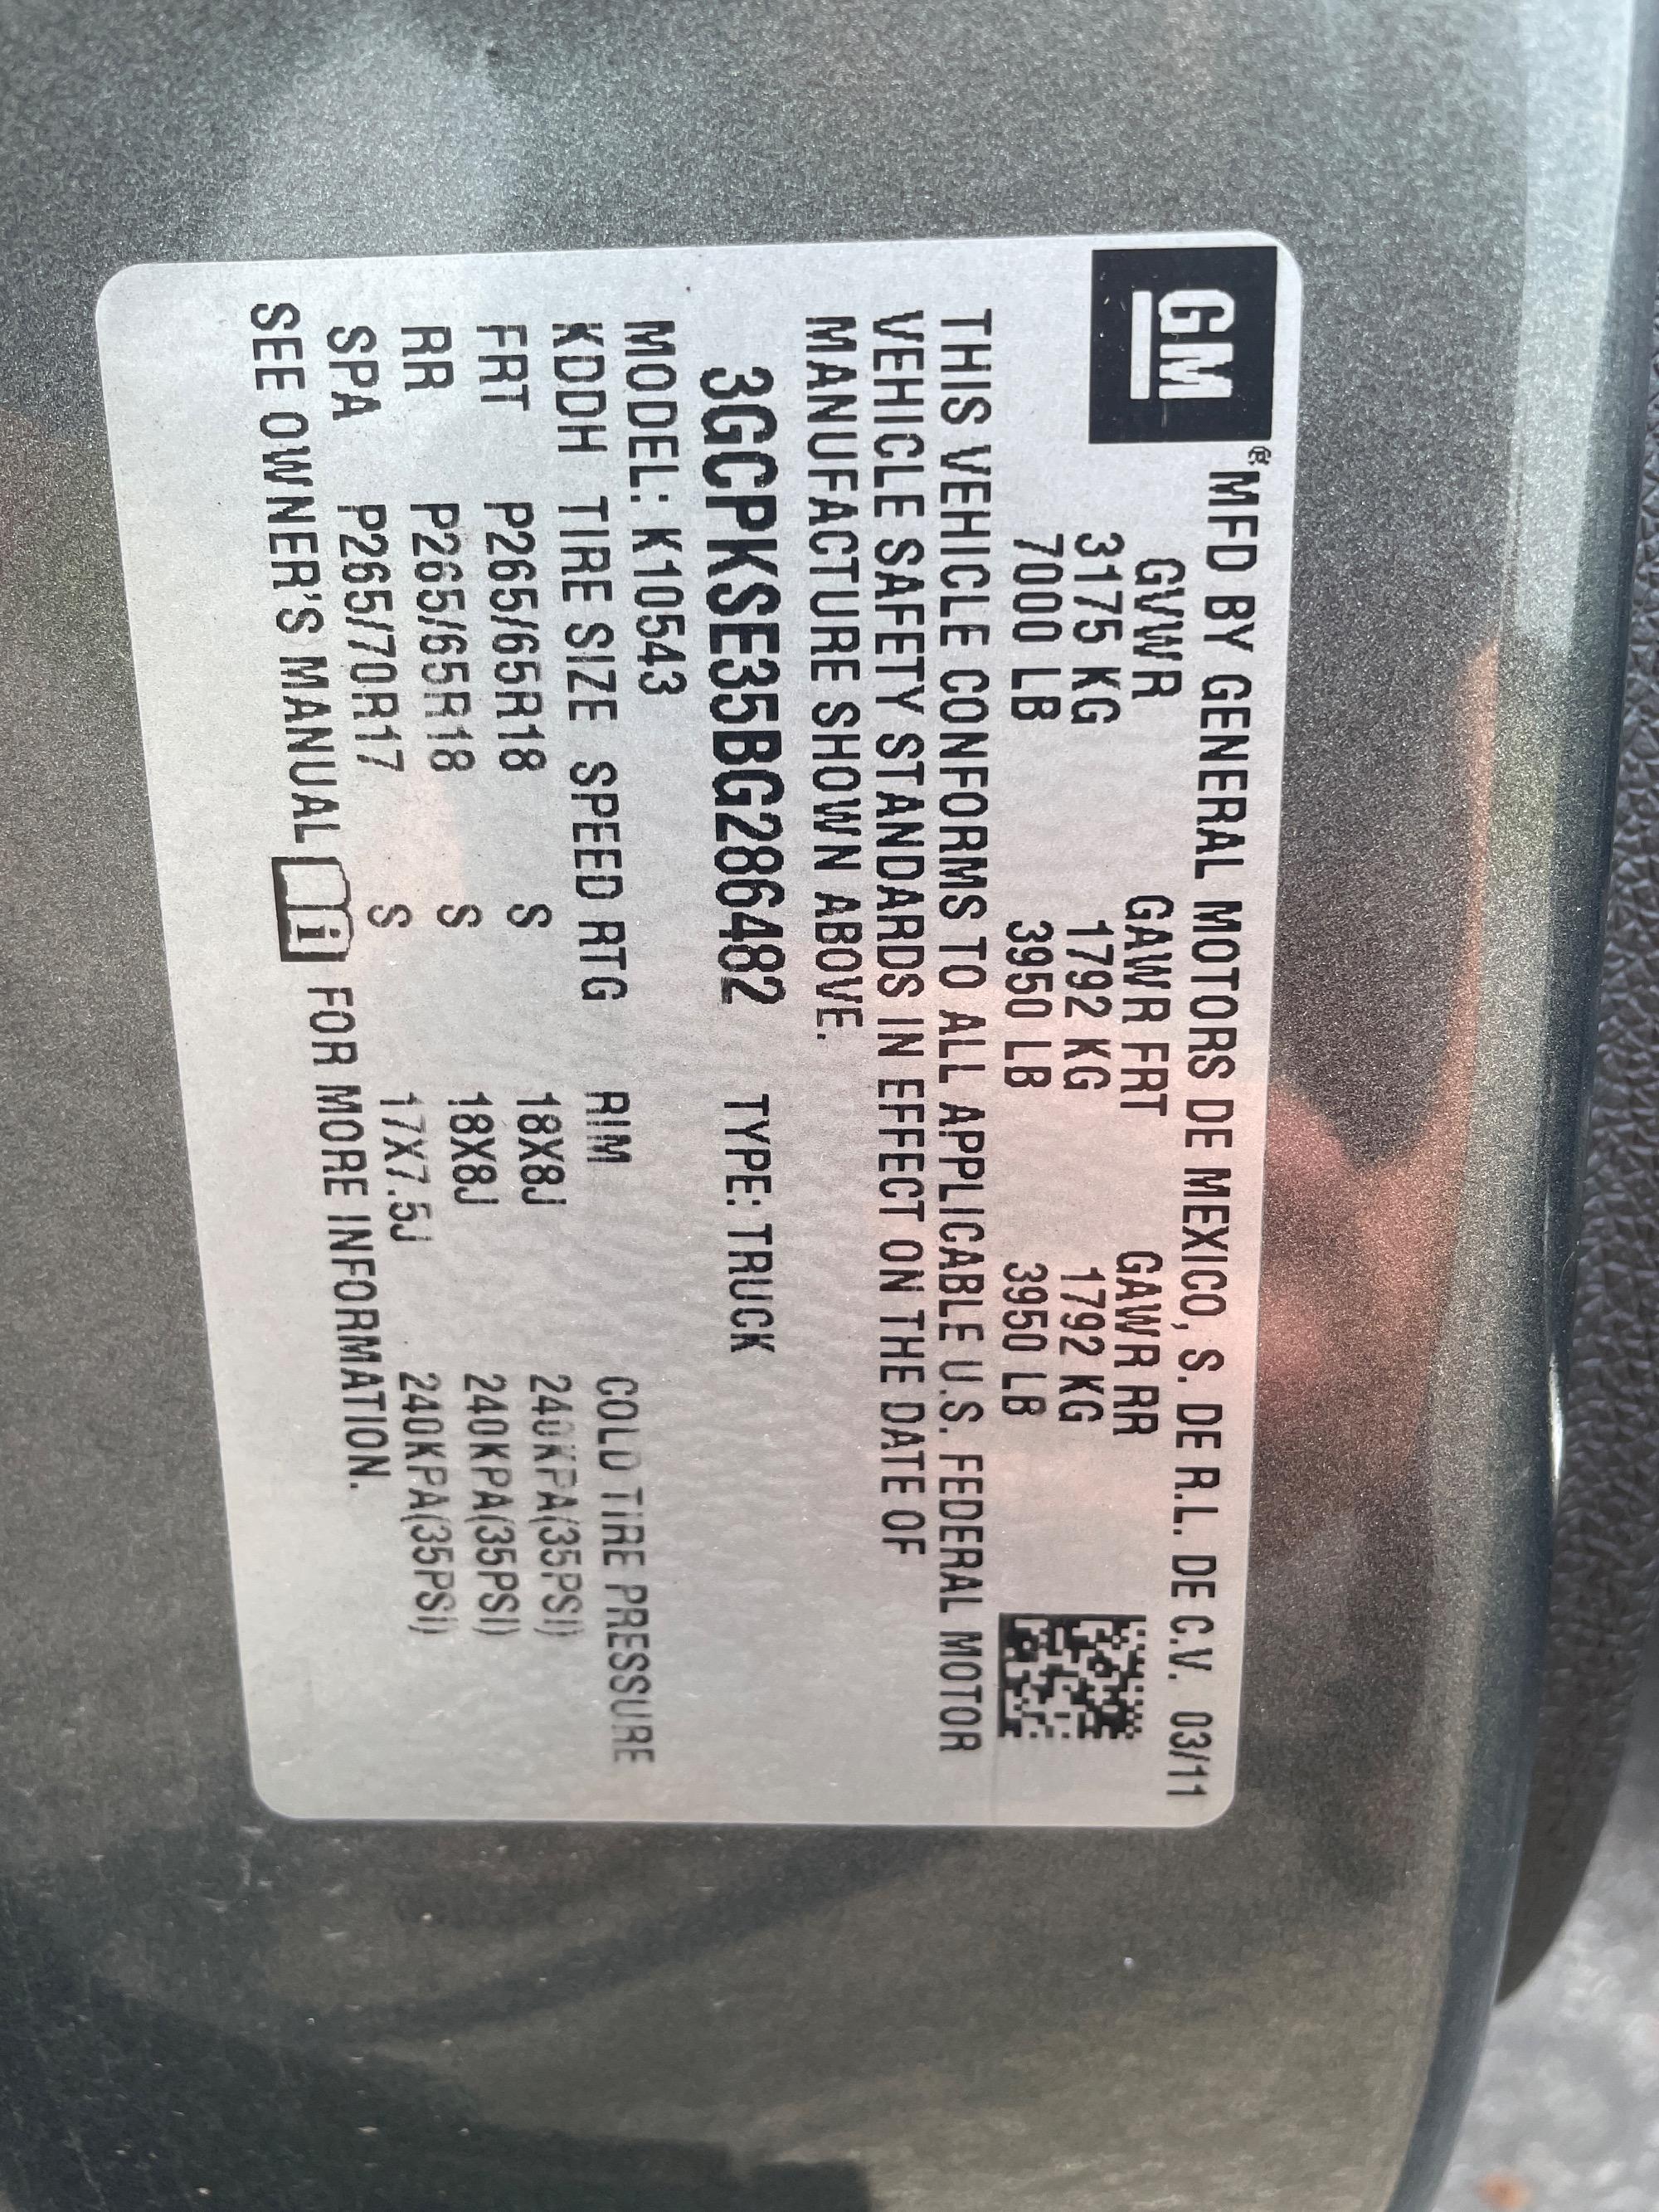 GM ® MFD BY GENERAL MOTORS DE MEXICO, S. DE R.L. DE C.V. 03/11
GVWR GAWR FRT GAWR RR
3175 KG 1792 KG 1792 KG
7000 LB 3950 LB 3950 LB
THIS VEHICLE CONFORMS TO ALL APPLICABLE U.S. FEDERAL MOTOR
VEHICLE SAFETY STANDARDS IN EFFECT ON THE DATE OF
MANUFACTURE SHOWN ABOVE.
3GCPKSE35BG286482 TYPE: TRUCK
MODEL: K10543
KDDH TIRE SIZE SPEED RTG RIM COLD TIRE PRESSURE
FRT P265/65R18 S 18X8J 240KPA(35PSI)
RR P265/65R18 S 18X8J 240KPA(35PSI)
SPA P265/70R17 S 17X7.5J 240KPA(35PSI)
SEE OWNER'S MANUAL i FOR MORE INFORMATION.